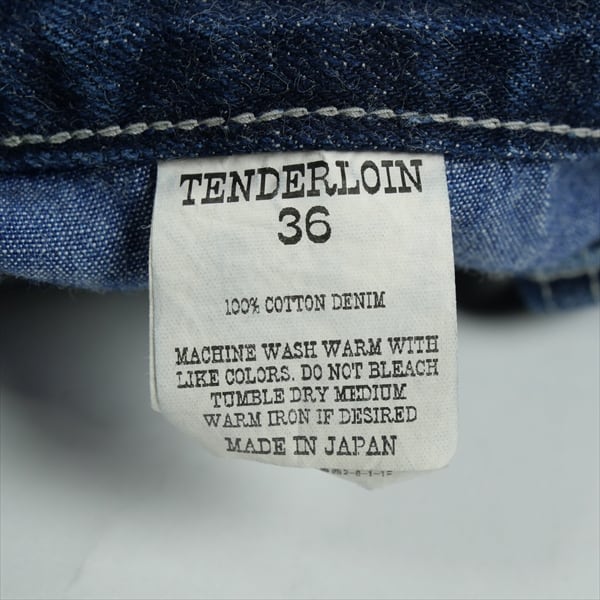 TENDERLOIN
36
100% COTTON DENIM
MACHINE WASH WARM WITH
LIKE COLORS. DO NOT BLEACH
TUMBLE DRY MEDIUM
WARM IRON IF DESIRED
MADE IN JAPAN